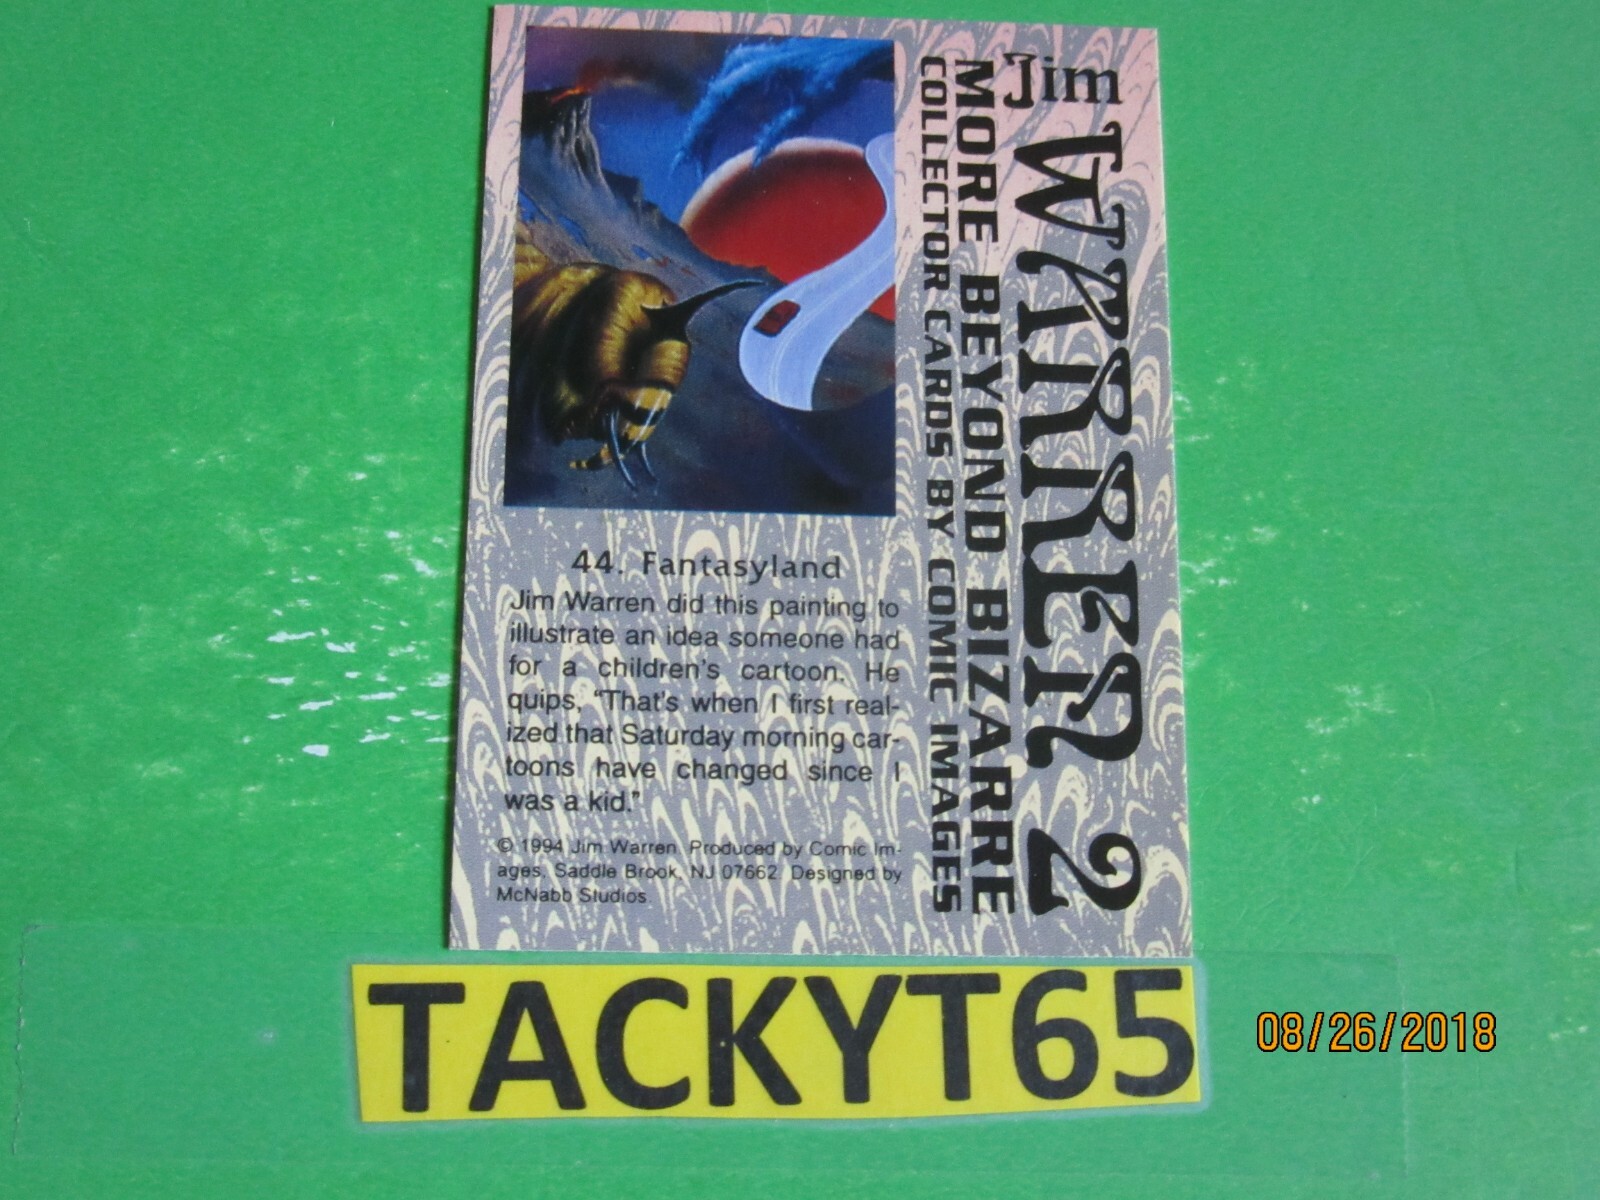 Jim WARREN 2
MORE BEYOND BIZARRE
COLLECTOR CARDS BY COMIC IMAGES
44. Fantasyland
Jim Warren did this painting to
illustrate an idea someone had
for a children's cartoon. He
quips, "That's when I first real-
ized that Saturday morning car-
toons have changed since I
was a kid."
© 1994 Jim Warren. Produced by Comic Im-
ages, Saddle Brook, NJ 07662. Designed by
McNabb Studios.
TACKYT65
08/26/2018